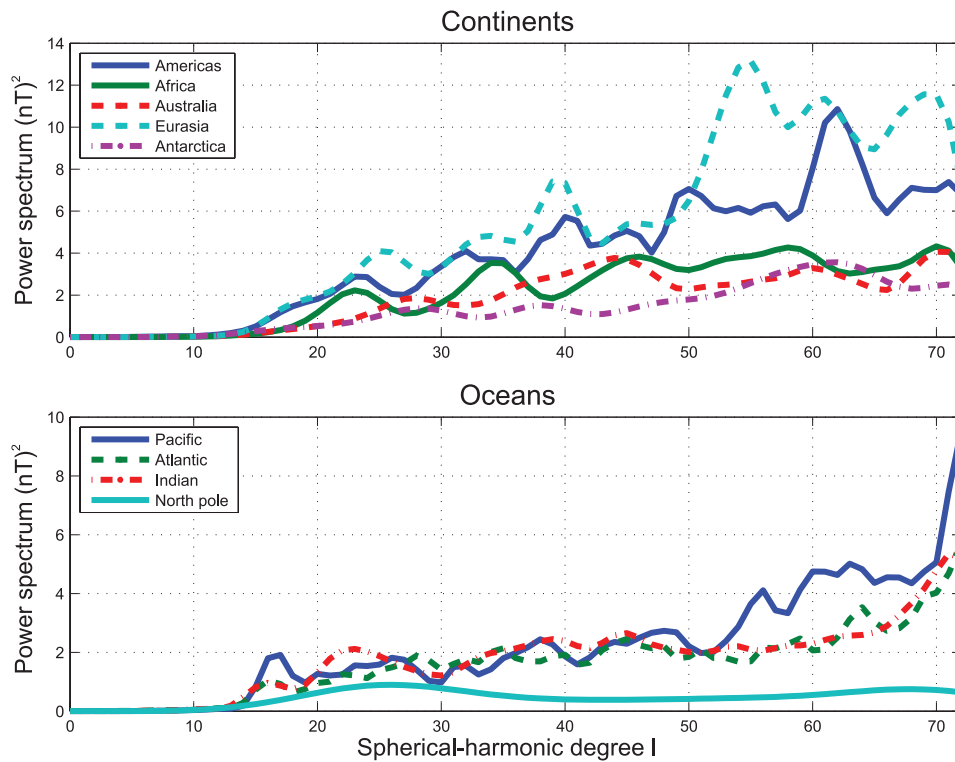 Continents
Power spectrum (nT)²
14
12
10
8
6
4
2
0
Americas
Africa
Australia
Eurasia
Antarctica
0 10 20 30 40 50 60 70
Oceans
Power spectrum (nT)²
10
8
6
4
2
0
Pacific
Atlantic
Indian
North pole
0 10 20 30 40 50 60 70
Spherical-harmonic degree l